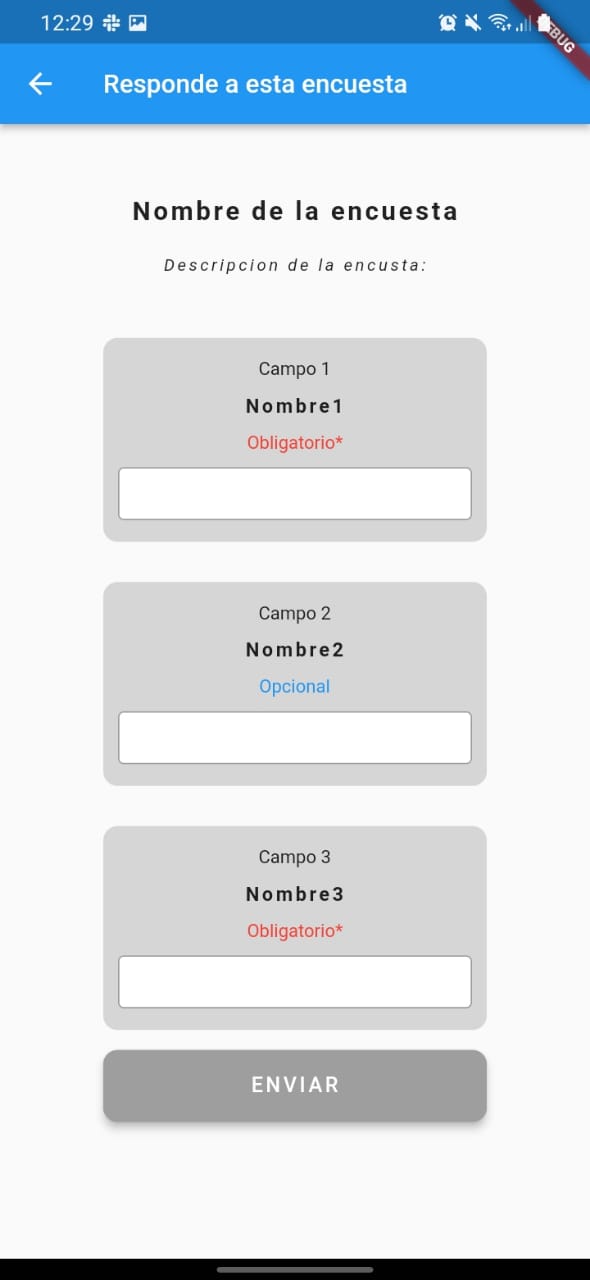 12:29
Responde a esta encuesta
Nombre de la encuesta
Descripcion de la encusta:
Campo 1
Nombre1
Obligatorio*
Campo 2
Nombre2
Opcional
Campo 3
Nombre3
Obligatorio*
ENVIAR